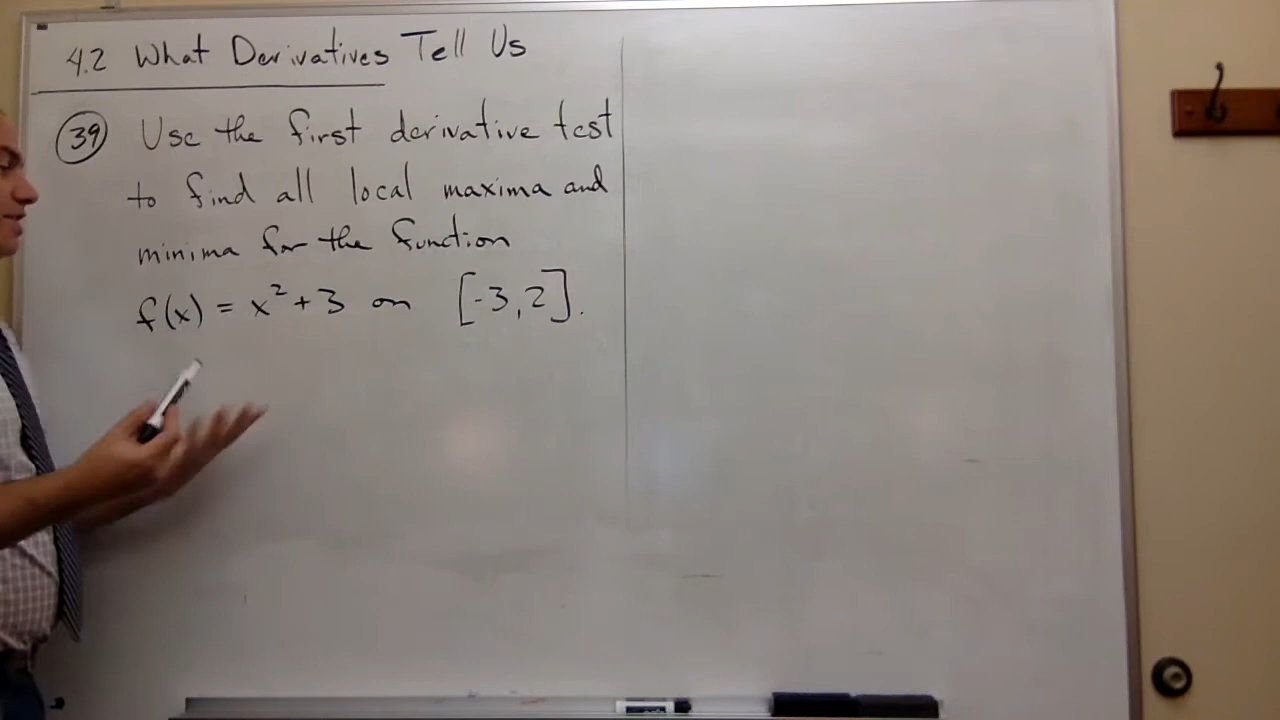 4.2 What Derivatives Tell Us
39 Use the first derivative test
to find all local maxima and
minima for the function
f(x) = x² + 3 on [-3, 2].